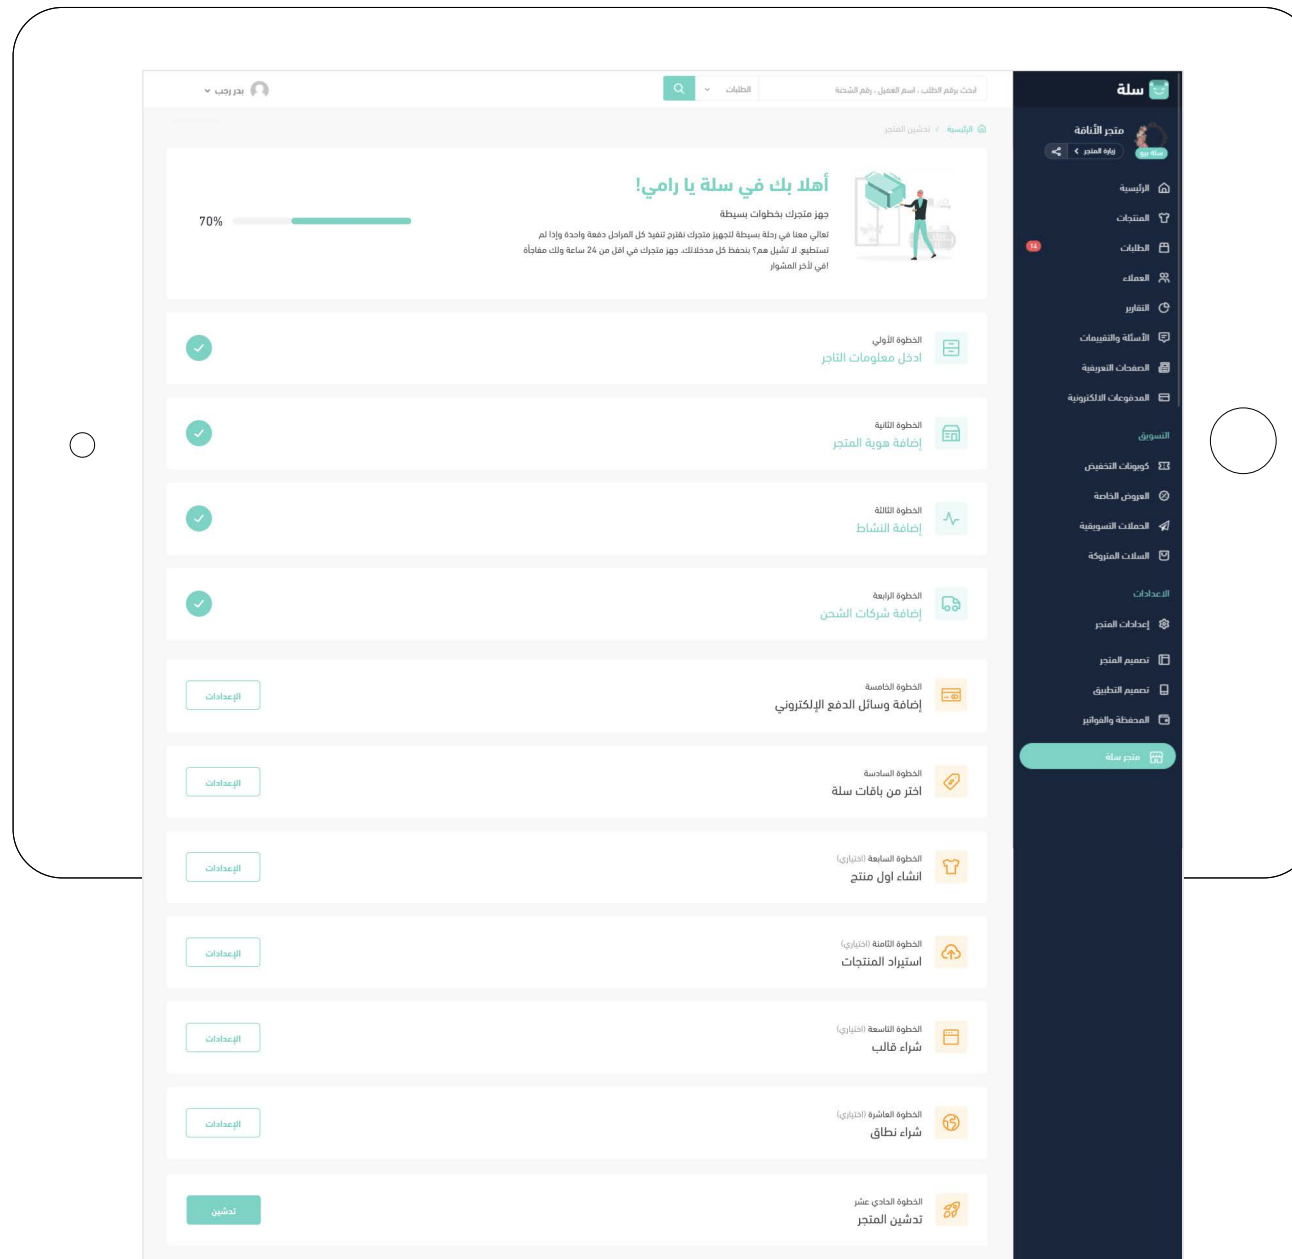 سلة
ابحث برقم الطلب ، اسم العميل ، رقم الشحنة
الطلبات
بدر رجب
متجر الأناقة
زيارة المتجر
سلة برو
الرئيسية
المنتجات
الطلبات
14
العملاء
التقارير
الأسئلة والتقييمات
الصفحات التعريفية
المدفوعات الالكترونية
التسويق
كوبونات التخفيض
العروض الخاصة
الحملات التسويقية
السلات المتروكة
الاعدادات
إعدادات المتجر
تصميم المتجر
تصميم التطبيق
المحفظة والفواتير
متجر سلة
الرئيسية / تدشين المتجر
أهلا بك في سلة يا رامي!
جهز متجرك بخطوات بسيطة
تعالي معنا في رحلة بسيطة لتجهيز متجرك نقترح تنفيذ كل المراحل دفعة واحدة وإذا لم
تستطيع. لا تشيل هم؟ بنحفظ كل مدخلاتك. جهز متجرك في اقل من 24 ساعة ولك مفاجأة
افي لأخر المشوار
70%
الخطوة الأولي
ادخل معلومات التاجر
الخطوة الثانية
إضافة هوية المتجر
الخطوة الثالثة
إضافة النشاط
الخطوة الرابعة
إضافة شركات الشحن
الخطوة الخامسة
إضافة وسائل الدفع الإلكتروني
الإعدادات
الخطوة السادسة
اختر من باقات سلة
الإعدادات
الخطوة السابعة (اختياري)
انشاء اول منتج
الإعدادات
الخطوة الثامنة (اختياري)
استيراد المنتجات
الإعدادات
الخطوة التاسعة (اختياري)
شراء قالب
الإعدادات
الخطوة العاشرة (اختياري)
شراء نطاق
الإعدادات
الخطوة الحادي عشر
تدشين المتجر
تدشين